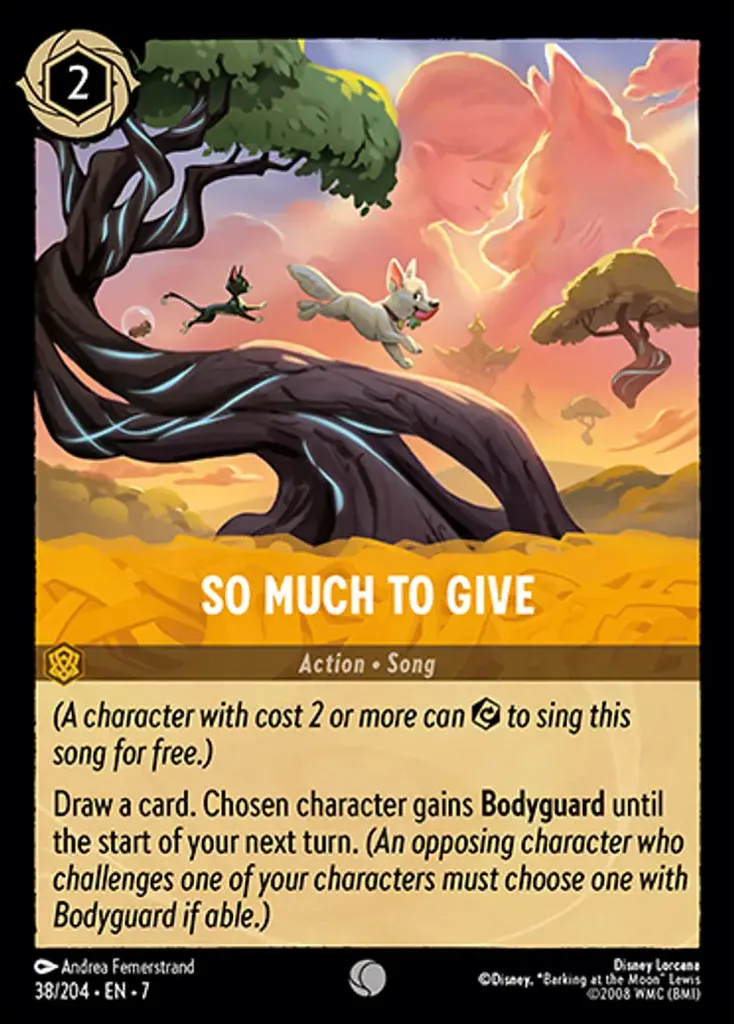 2
SO MUCH TO GIVE
Action • Song
(A character with cost 2 or more can to sing this
song for free.)
Draw a card. Chosen character gains Bodyguard until
the start of your next turn. (An opposing character who
challenges one of your characters must choose one with
Bodyguard if able.)
Andrea Femerstrand
38/204 • EN • 7
Disney Lorcana
©Disney, "Barking at the Moon" Lewis
©2008 WMC (BMI)